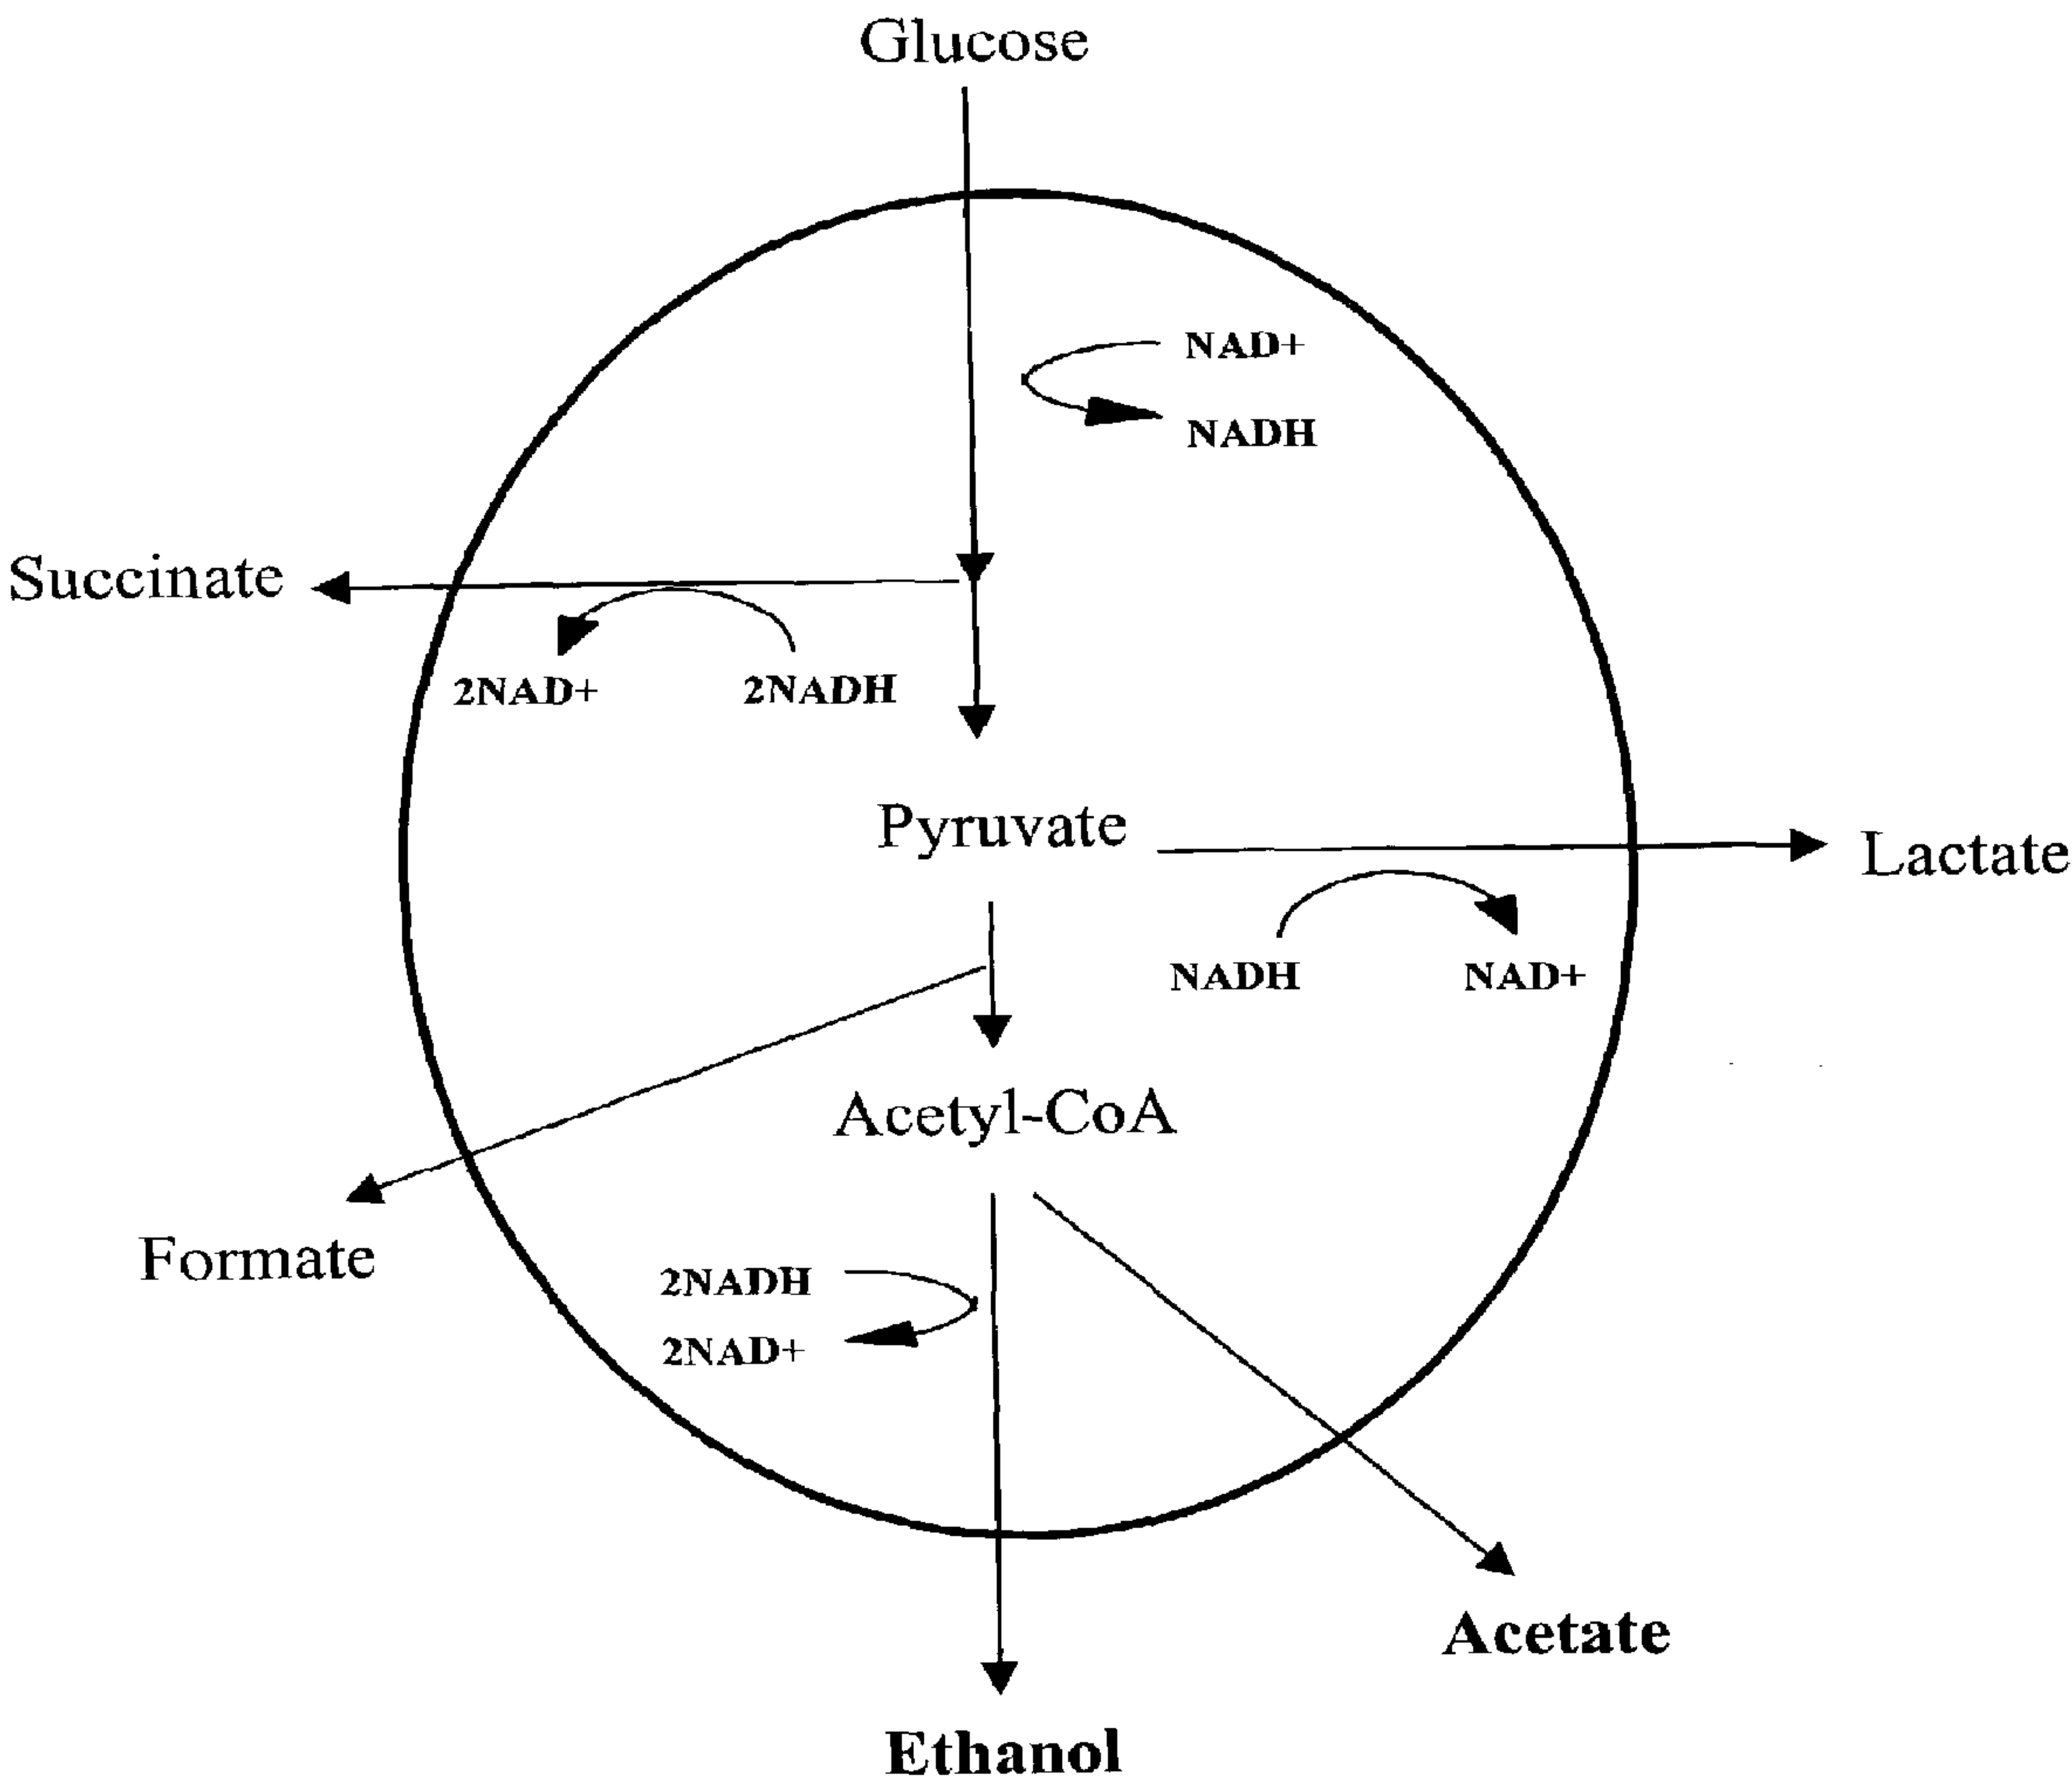 Glucose
NAD+
NADH
Succinate
2NAD+ 2NADH
Pyruvate
Lactate
NADH NAD+
Acetyl-CoA
Formate
2NADH
2NAD+
Acetate
Ethanol